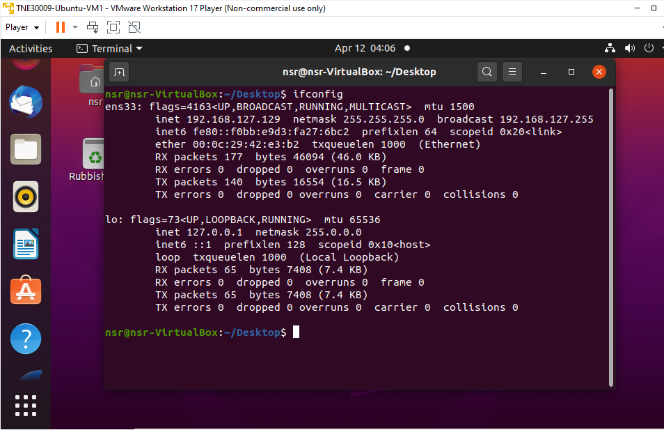 TNE30009-Ubuntu-VM1 - VMware Workstation 17 Player (Non-commercial use only)
Player
Activities
Terminal
Apr 12 04:06
nsr@nsr-VirtualBox: ~/Desktop
nsr
Rubbish
nsr@nsr-VirtualBox:~/Desktop$ ifconfig
ens33: flags=4163<UP,BROADCAST,RUNNING,MULTICAST> mtu 1500
inet 192.168.127.129 netmask 255.255.255.0 broadcast 192.168.127.255
inet6 fe80::f0bb:e9d3:fa27:6bc2 prefixlen 64 scopeid 0x20<link>
ether 00:0c:29:42:e3:b2 txqueuelen 1000 (Ethernet)
RX packets 177 bytes 46094 (46.0 KB)
RX errors 0 dropped 0 overruns 0 frame 0
TX packets 140 bytes 16554 (16.5 KB)
TX errors 0 dropped 0 overruns 0 carrier 0 collisions 0
lo: flags=73<UP,LOOPBACK,RUNNING> mtu 65536
inet 127.0.0.1 netmask 255.0.0.0
inet6 ::1 prefixlen 128 scopeid 0x10<host>
loop txqueuelen 1000 (Local Loopback)
RX packets 65 bytes 7408 (7.4 KB)
RX errors 0 dropped 0 overruns 0 frame 0
TX packets 65 bytes 7408 (7.4 KB)
TX errors 0 dropped 0 overruns 0 carrier 0 collisions 0
nsr@nsr-VirtualBox:~/Desktop$